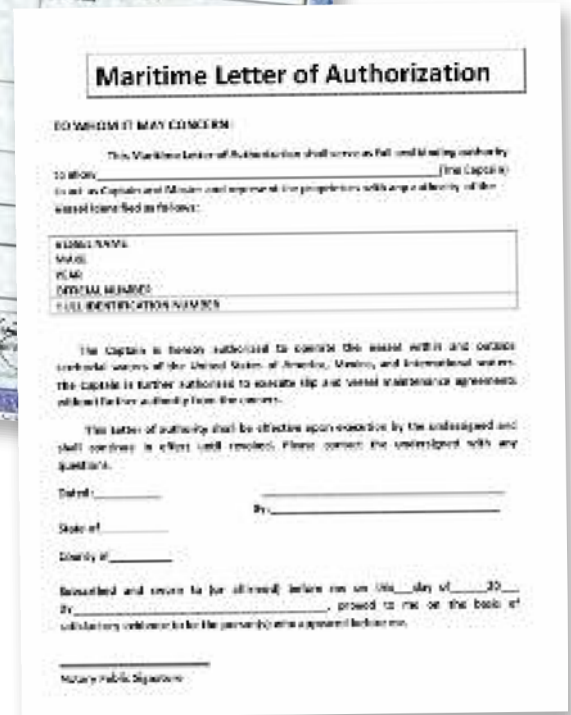 Maritime Letter of Authorization
TO WHOM IT MAY CONCERN:
This Maritime Letter of Authorization shall serve as full and binding authority
to allow ____________ (The Captain)
to act as Captain and Master and represent the proprietors with any authority of the
vessel identified as follows:
VESSEL NAME
MAKE
YEAR
OFFICIAL NUMBER
HULL IDENTIFICATION NUMBER
The Captain is hereby authorized to operate the vessel within and outside
territorial waters of the United States of America, Mexico, and international waters.
The Captain is further authorized to execute slip and vessel maintenance agreements
without further authority from the owners.
This Letter of authority shall be effective upon execution by the undersigned and
shall continue in effect until revoked. Please contact the undersigned with any
questions.
Dated:____________
By:____________
State of____________
County of____________
Subscribed and sworn to (or affirmed) before me on this___day of______20___
By____________, proved to me on the basis of
satisfactory evidence to be the person(s) who appeared before me.
Notary Public Signature